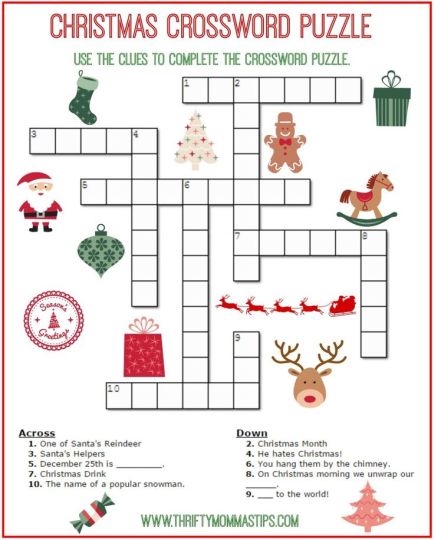 CHRISTMAS CROSSWORD PUZZLE
USE THE CLUES TO COMPLETE THE CROSSWORD PUZZLE.
1 2
3 4
5 6
7 8
Season's
Greetings
9
10
Across
1. One of Santa's Reindeer
3. Santa's Helpers
5. December 25th is __________.
7. Christmas Drink
10. The name of a popular snowman.
Down
2. Christmas Month
4. He hates Christmas!
6. You hang them by the chimney.
8. On Christmas morning we unwrap our
______.
9. ___ to the world!
WWW.THRIFTYMOMMASTIPS.COM